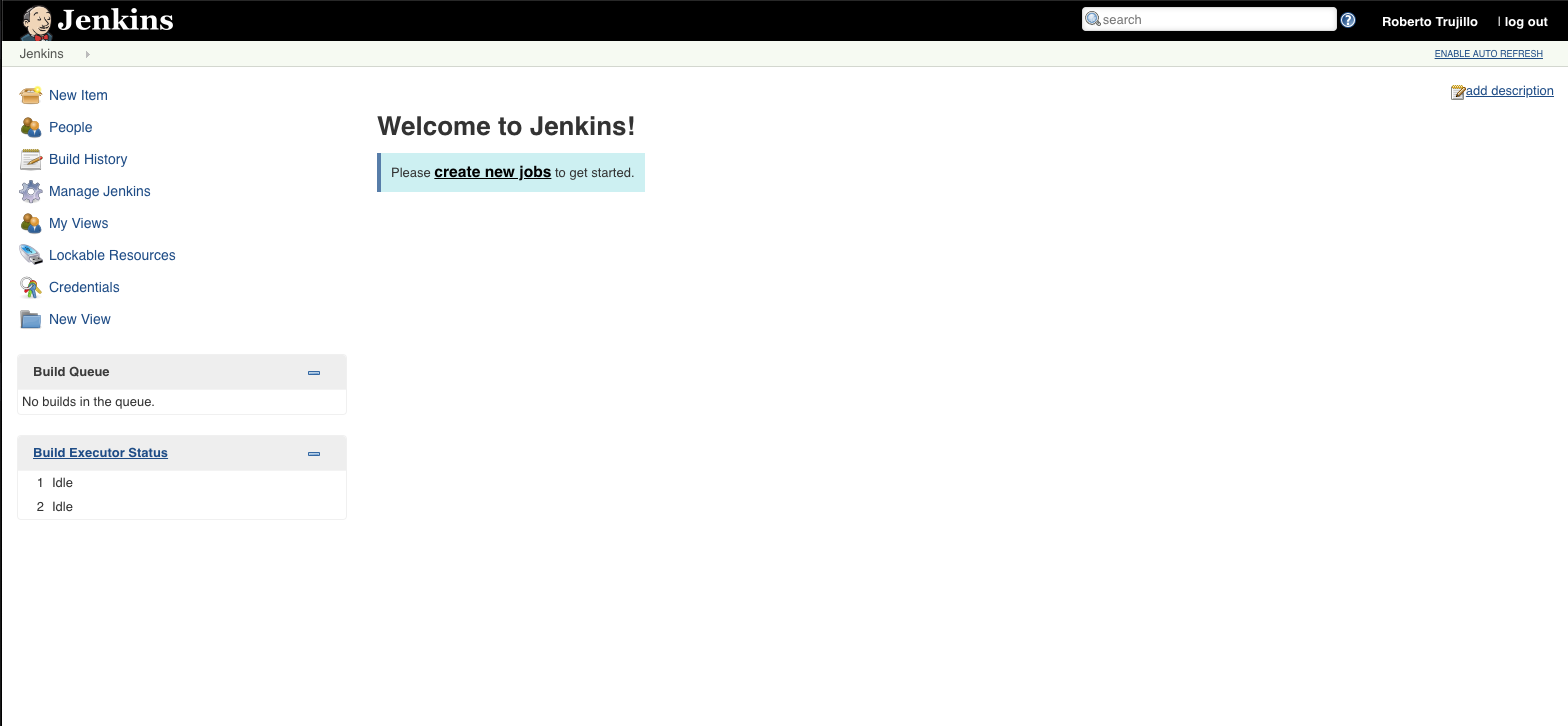 Jenkins
search
Roberto Trujillo | log out
Jenkins
ENABLE AUTO REFRESH
New Item
People
Build History
Manage Jenkins
My Views
Lockable Resources
Credentials
New View
Build Queue
No builds in the queue.
Build Executor Status
1 Idle
2 Idle
add description
Welcome to Jenkins!
Please create new jobs to get started.